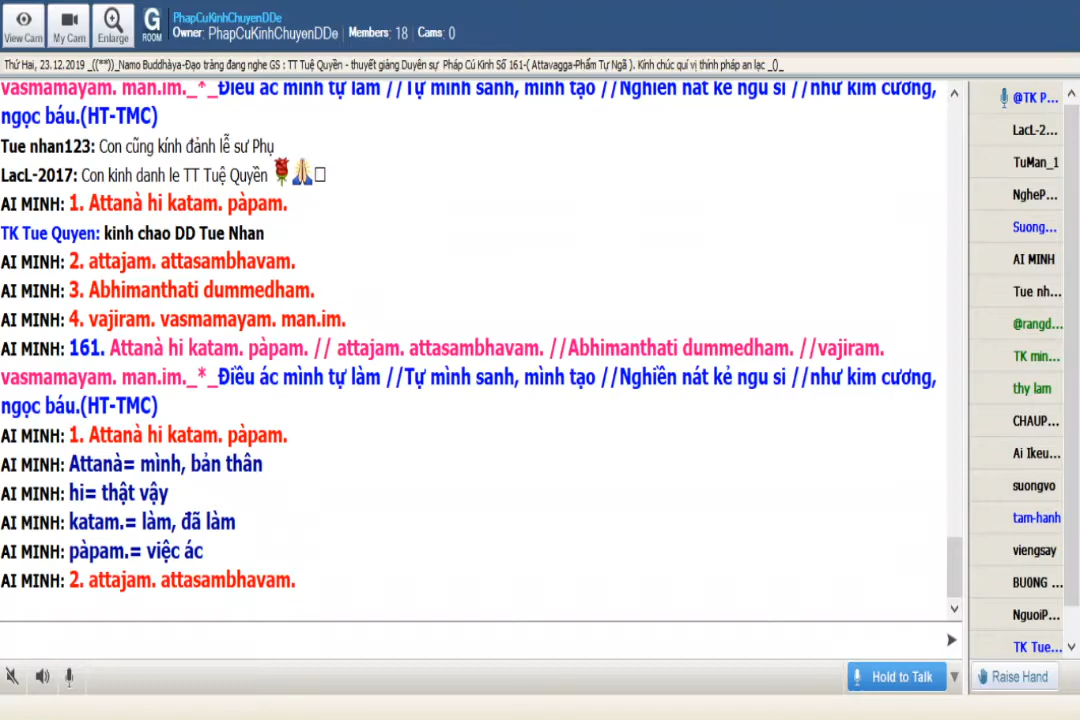 View Cam
My Cam
Enlarge
G
ROOM
PhapCuKinhChuyenDDe
Owner: PhapCuKinhChuyenDDe Members: 18 Cams: 0
Thứ Hai, 23.12.2019 _((**))_Namo Buddhàya-Đạo tràng đang nghe GS : TT Tuệ Quyền - thuyết giảng Duyên sự Pháp Cú Kinh Số 161-( Attavagga-Phẩm Tự Ngã ). Kính chúc quí vị thính pháp an lạc _()_
vasmamayam. man.im._*_Điều ác mình tự làm //Tự mình sanh, mình tạo //Nghiền nát kẻ ngu si //như kim cương,
ngọc báu.(HT-TMC)
Tue nhan123: Con cũng kính đảnh lễ sư Phụ
LacL-2017: Con kinh danh le TT Tuệ Quyền
AI MINH: 1. Attanà hi katam. pàpam.
TK Tue Quyen: kinh chao DD Tue Nhan
AI MINH: 2. attajam. attasambhavam.
AI MINH: 3. Abhimanthati dummedham.
AI MINH: 4. vajiram. vasmamayam. man.im.
AI MINH: 161. Attanà hi katam. pàpam. // attajam. attasambhavam. //Abhimanthati dummedham. //vajiram.
vasmamayam. man.im._*_Điều ác mình tự làm //Tự mình sanh, mình tạo //Nghiền nát kẻ ngu si //như kim cương,
ngọc báu.(HT-TMC)
AI MINH: 1. Attanà hi katam. pàpam.
AI MINH: Attanà= mình, bản thân
AI MINH: hi= thật vậy
AI MINH: katam.= làm, đã làm
AI MINH: pàpam.= việc ác
AI MINH: 2. attajam. attasambhavam.
@TK P...
LacL-2...
TuMan_1
NgheP...
Suong...
AI MINH
Tue nh...
@rangd...
TK min...
thy lam
CHAUP...
Ai Ikeu...
suongvo
tam-hanh
viengsay
BUONG ...
NguoiP...
TK Tue...
Hold to Talk
Raise Hand